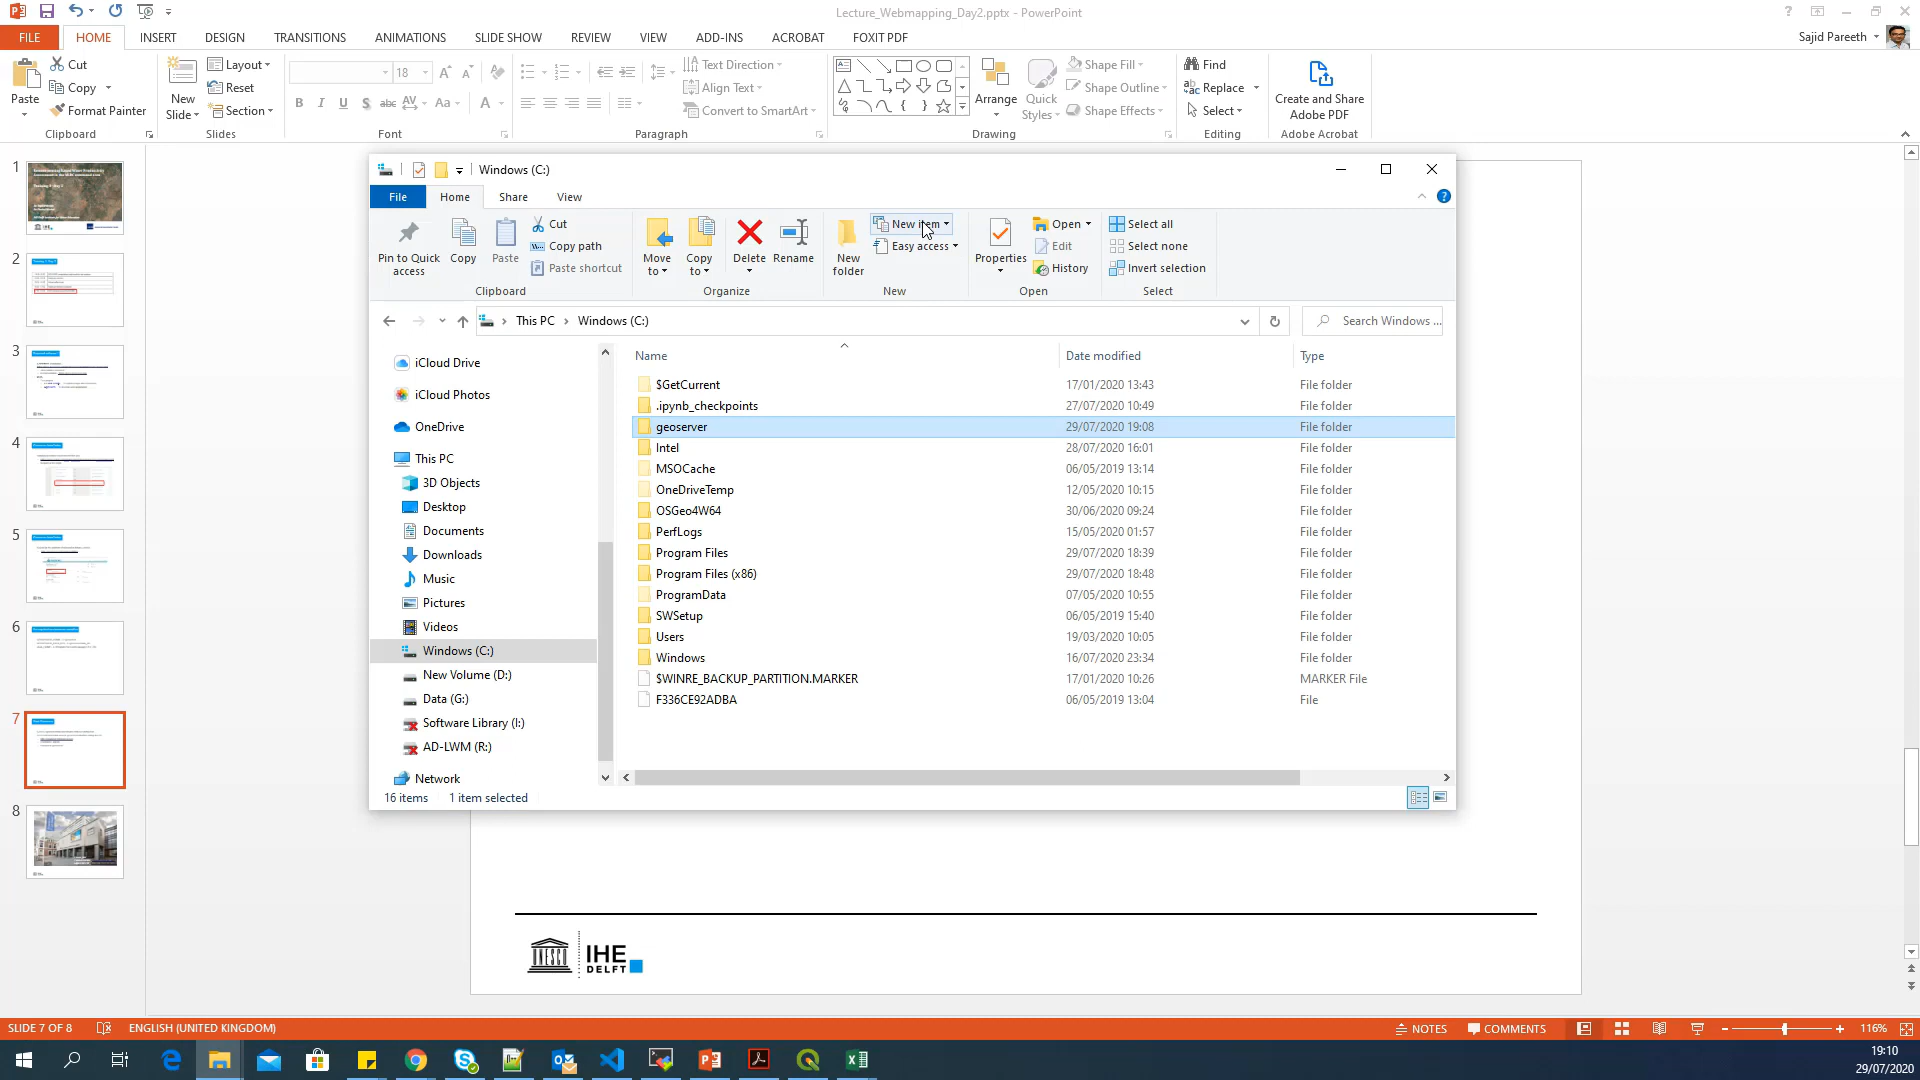 Lecture_Webmapping_Day2.pptx - PowerPoint
FILE HOME INSERT DESIGN TRANSITIONS ANIMATIONS SLIDE SHOW REVIEW VIEW ADD-INS ACROBAT FOXIT PDF
Sajid Pareeth
Paste
Cut
Copy
Format Painter
Clipboard
New Slide
Layout
Reset
Section
Slides
18
B I U S abc AV Aa A
Font
Text Direction
Align Text
Convert to SmartArt
Paragraph
Arrange
Quick Styles
Shape Fill
Shape Outline
Shape Effects
Drawing
Find
Replace
Select
Editing
Create and Share Adobe PDF
Adobe Acrobat
1
2
3
4
5
6
7
8
Windows (C:)
File Home Share View
Pin to Quick access
Copy
Paste
Cut
Copy path
Paste shortcut
Clipboard
Move to
Copy to
Delete
Rename
Organize
New folder
New item
Easy access
New
Properties
Open
Edit
History
Open
Select all
Select none
Invert selection
Select
This PC
Windows (C:)
Search Windows ...
iCloud Drive
iCloud Photos
OneDrive
This PC
3D Objects
Desktop
Documents
Downloads
Music
Pictures
Videos
Windows (C:)
New Volume (D:)
Data (G:)
Software Library (I:)
AD-LWM (R:)
Network
Name Date modified Type
$GetCurrent 17/01/2020 13:43 File folder
.ipynb_checkpoints 27/07/2020 10:49 File folder
geoserver 29/07/2020 19:08 File folder
Intel 28/07/2020 16:01 File folder
MSOCache 06/05/2019 13:14 File folder
OneDriveTemp 12/05/2020 10:15 File folder
OSGeo4W64 30/06/2020 09:24 File folder
PerfLogs 15/05/2020 01:57 File folder
Program Files 29/07/2020 18:39 File folder
Program Files (x86) 29/07/2020 18:48 File folder
ProgramData 07/05/2020 10:55 File folder
SWSetup 06/05/2019 15:40 File folder
Users 19/03/2020 10:05 File folder
Windows 16/07/2020 23:34 File folder
$WINRE_BACKUP_PARTITION.MARKER 17/01/2020 10:26 MARKER File
F336CE92ADBA 06/05/2019 13:04 File
16 items 1 item selected
UNESCO
IHE
DELFT
SLIDE 7 OF 8 ENGLISH (UNITED KINGDOM)
NOTES COMMENTS 116%
19:10
29/07/2020